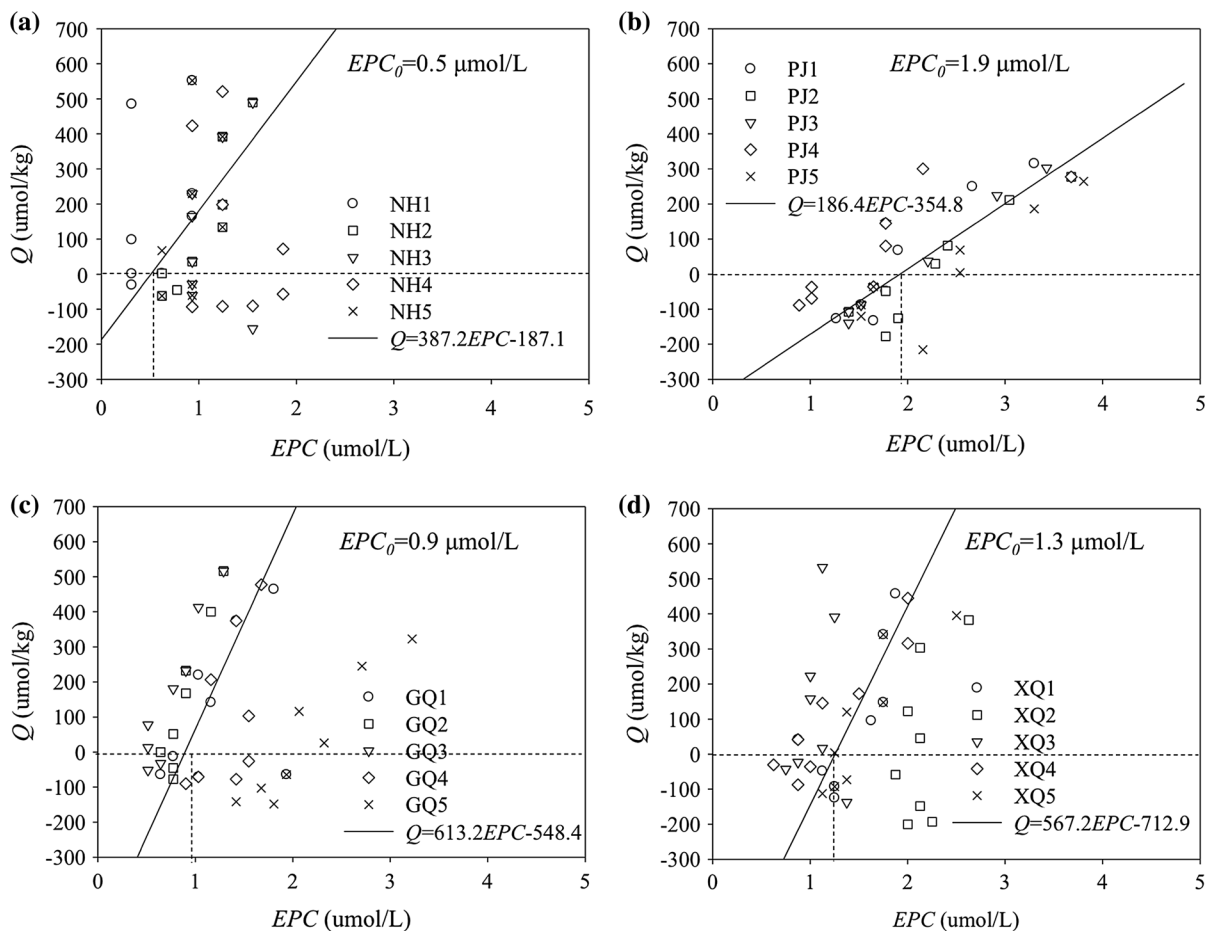 (a)
700
600
500
400
300
200
100
0
-100
-200
-300
Q (umol/kg)
EPC₀=0.5 μmol/L
NH1
NH2
NH3
NH4
NH5
Q=387.2EPC-187.1
0 1 2 3 4 5
EPC (umol/L)
(b)
700
600
500
400
300
200
100
0
-100
-200
-300
Q (umol/kg)
EPC₀=1.9 μmol/L
PJ1
PJ2
PJ3
PJ4
PJ5
Q=186.4EPC-354.8
0 1 2 3 4 5
EPC (umol/L)
(c)
700
600
500
400
300
200
100
0
-100
-200
-300
Q (umol/kg)
EPC₀=0.9 μmol/L
GQ1
GQ2
GQ3
GQ4
GQ5
Q=613.2EPC-548.4
0 1 2 3 4 5
EPC (umol/L)
(d)
700
600
500
400
300
200
100
0
-100
-200
-300
Q (umol/kg)
EPC₀=1.3 μmol/L
XQ1
XQ2
XQ3
XQ4
XQ5
Q=567.2EPC-712.9
0 1 2 3 4 5
EPC (umol/L)